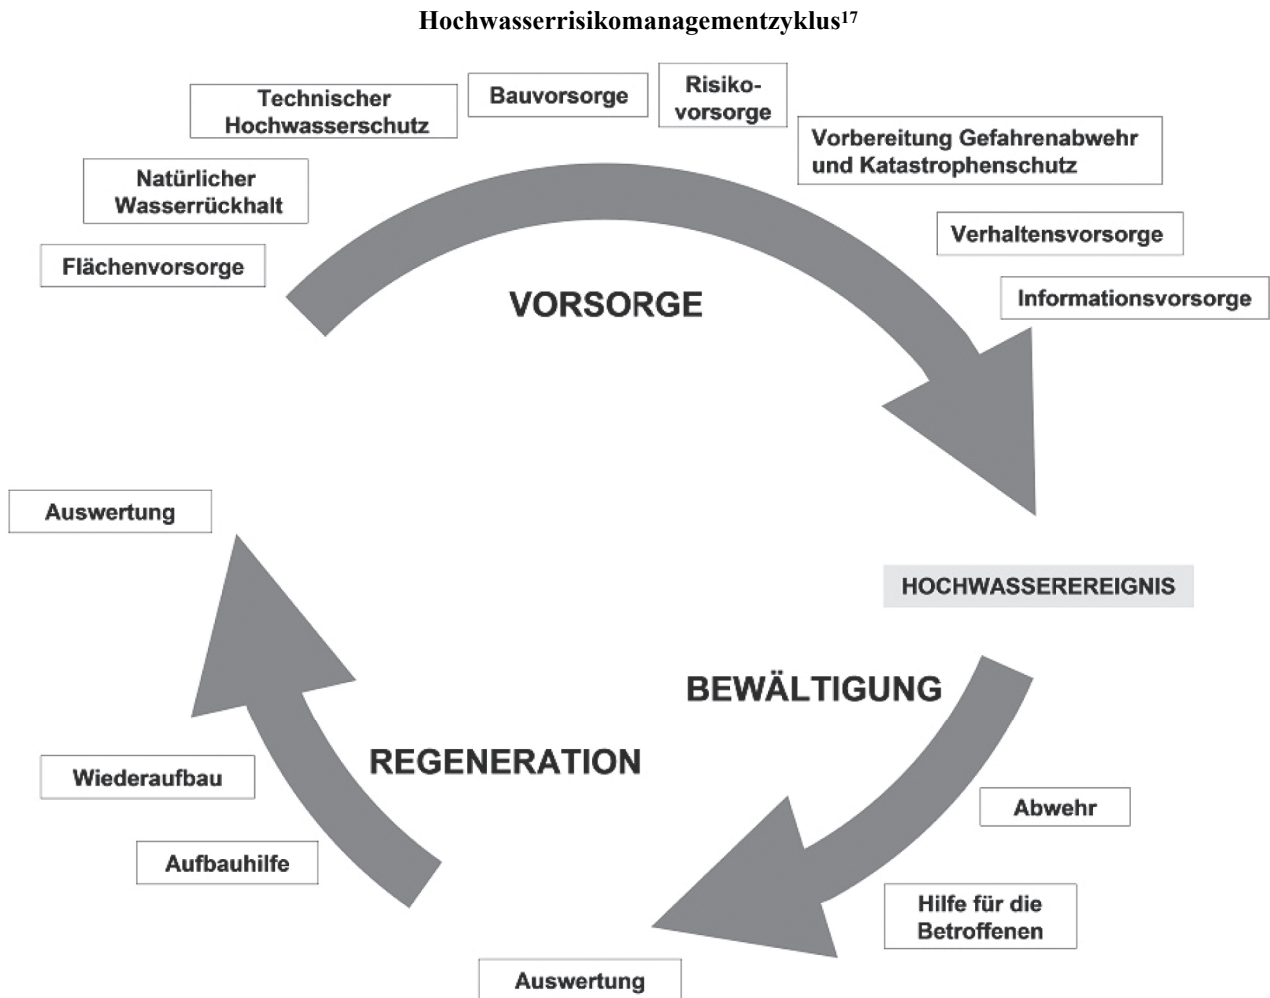 Hochwasserrisikomanagementzyklus¹⁷
Technischer
Hochwasserschutz
Bauvorsorge
Risiko-
vorsorge
Vorbereitung Gefahrenabwehr
und Katastrophenschutz
Natürlicher
Wasserrückhalt
Verhaltensvorsorge
Flächenvorsorge
Informationsvorsorge
VORSORGE
Auswertung
HOCHWASSEREREIGNIS
BEWÄLTIGUNG
REGENERATION
Wiederaufbau
Abwehr
Aufbauhilfe
Hilfe für die
Betroffenen
Auswertung